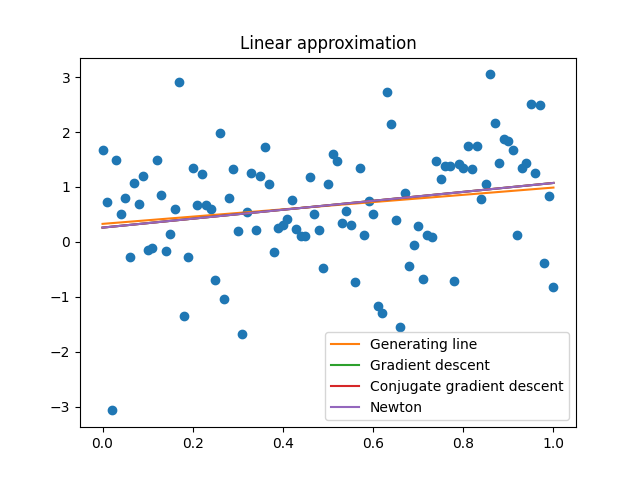 Linear approximation
3
2
1
0
−1
−2
−3
Generating line
Gradient descent
Conjugate gradient descent
Newton
0.0 0.2 0.4 0.6 0.8 1.0